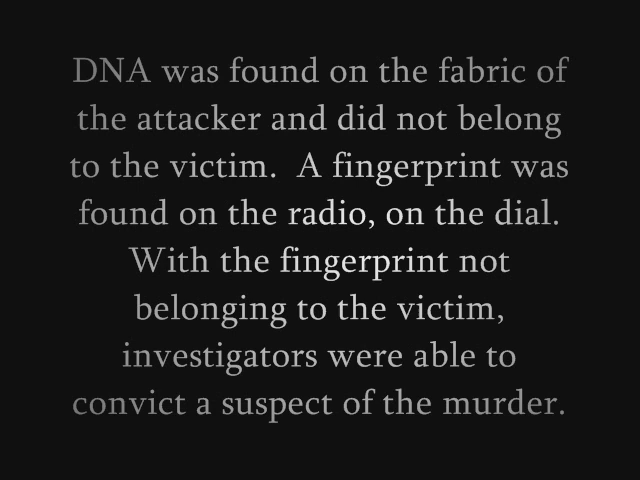 DNA was found on the fabric of
the attacker and did not belong
to the victim.  A fingerprint was
found on the radio, on the dial.
With the fingerprint not
belonging to the victim,
investigators were able to
convict a suspect of the murder.